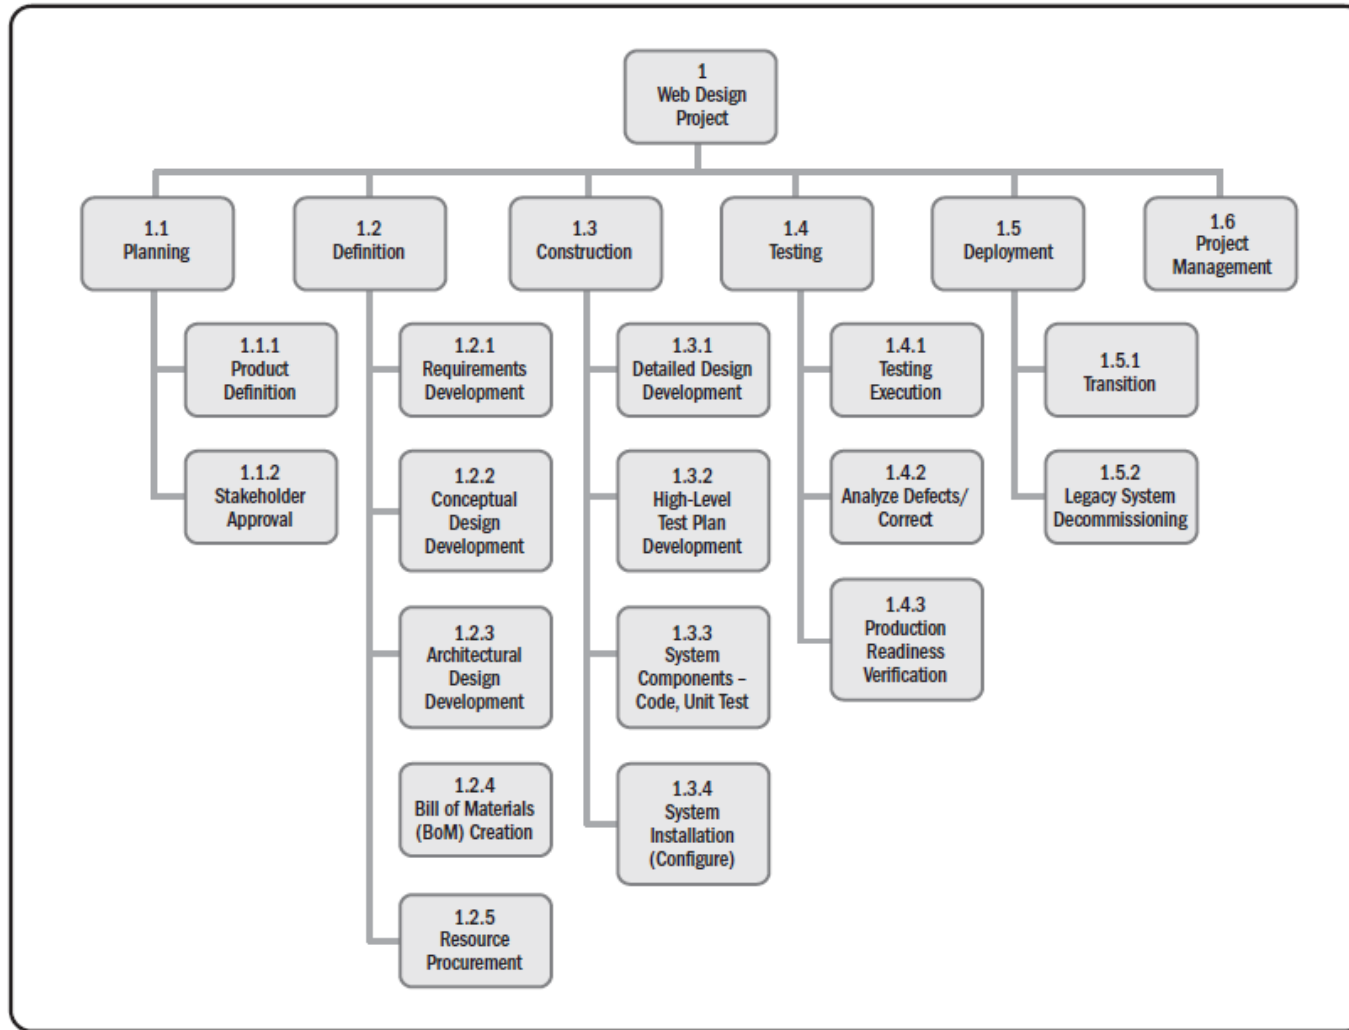 1
Web Design
Project
1.1
Planning
1.2
Definition
1.3
Construction
1.4
Testing
1.5
Deployment
1.6
Project
Management
1.1.1
Product
Definition
1.1.2
Stakeholder
Approval
1.2.1
Requirements
Development
1.2.2
Conceptual
Design
Development
1.2.3
Architectural
Design
Development
1.2.4
Bill of Materials
(BoM) Creation
1.2.5
Resource
Procurement
1.3.1
Detailed Design
Development
1.3.2
High-Level
Test Plan
Development
1.3.3
System
Components –
Code, Unit Test
1.3.4
System
Installation
(Configure)
1.4.1
Testing
Execution
1.4.2
Analyze Defects/
Correct
1.4.3
Production
Readiness
Verification
1.5.1
Transition
1.5.2
Legacy System
Decommissioning